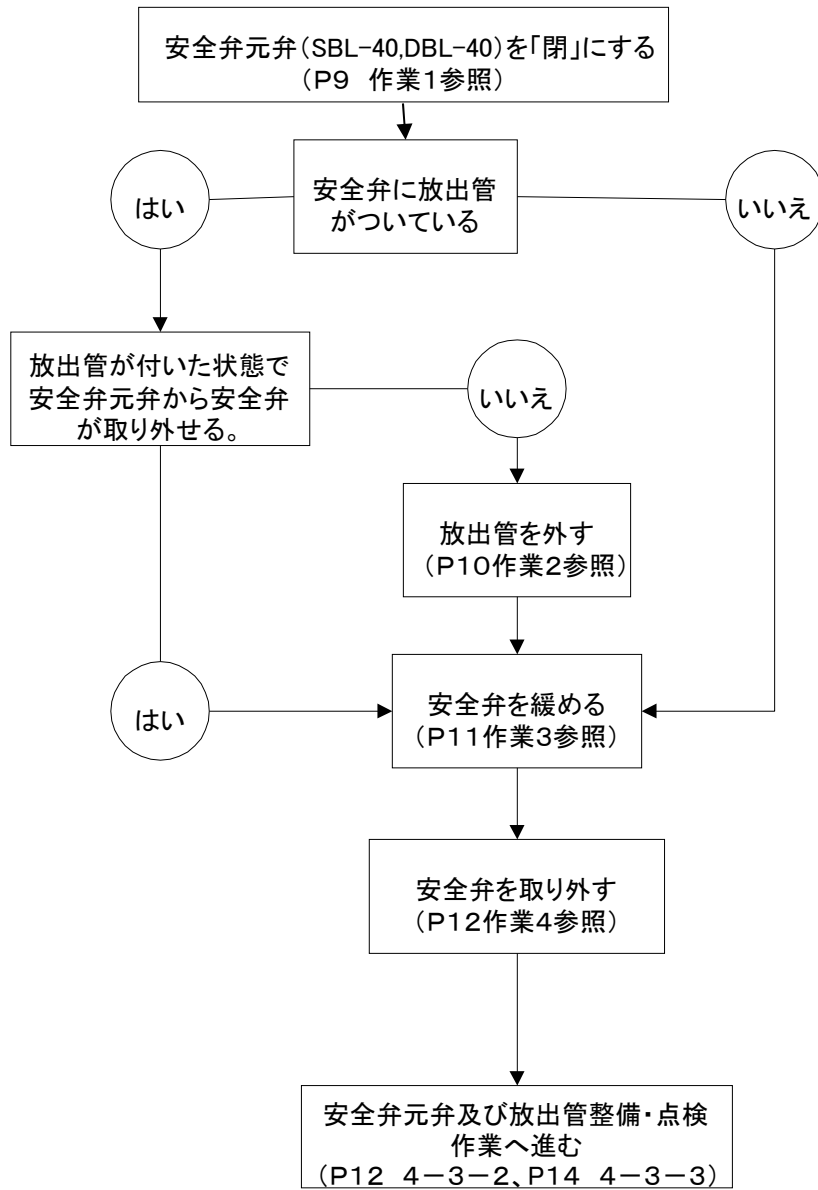 安全弁元弁(SBL-40,DBL-40)を「閉」にする
(P9 作業1参照)
はい
安全弁に放出管
がついている
いいえ
放出管が付いた状態で
安全弁元弁から安全弁
が取り外せる。
いいえ
放出管を外す
(P10作業2参照)
はい
安全弁を緩める
(P11作業3参照)
安全弁を取り外す
(P12作業4参照)
安全弁元弁及び放出管整備・点検
作業へ進む
(P12 4-3-2、P14 4-3-3)